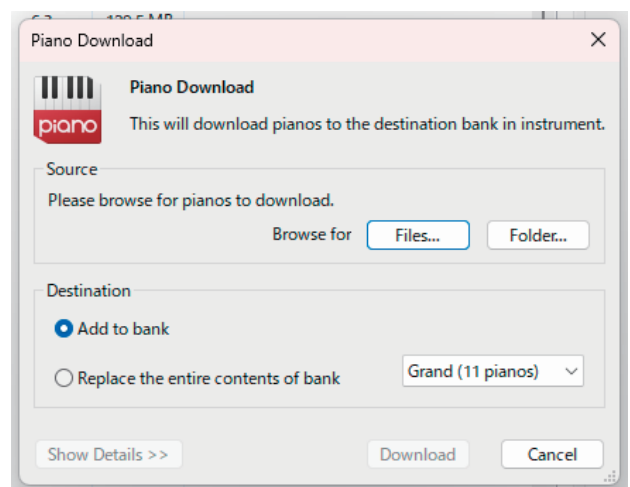 Piano Download
piano
Piano Download
This will download pianos to the destination bank in instrument.
Source
Please browse for pianos to download.
Browse for Files... Folder...
Destination
Add to bank
Replace the entire contents of bank Grand (11 pianos)
Show Details >> Download Cancel